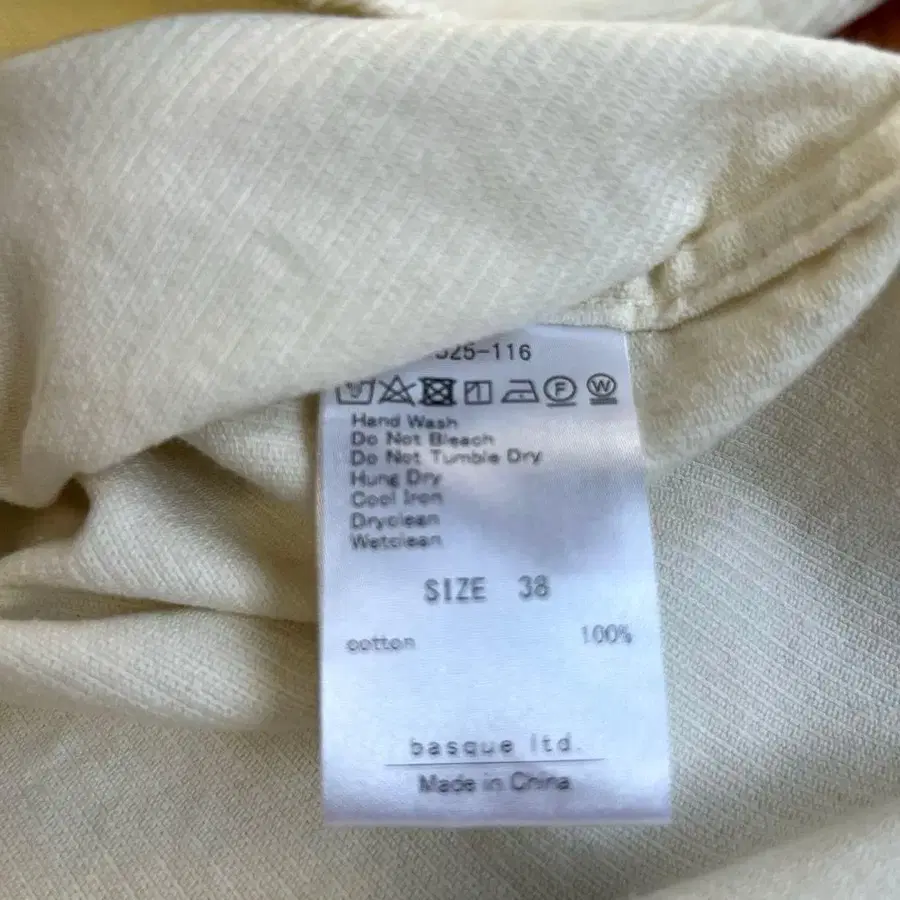 525-116
F W
Hand Wash
Do Not Bleach
Do Not Tumble Dry
Hung Dry
Cool Iron
Dryclean
Wetclean
SIZE 38
cotton 100%
basque ltd.
Made in China